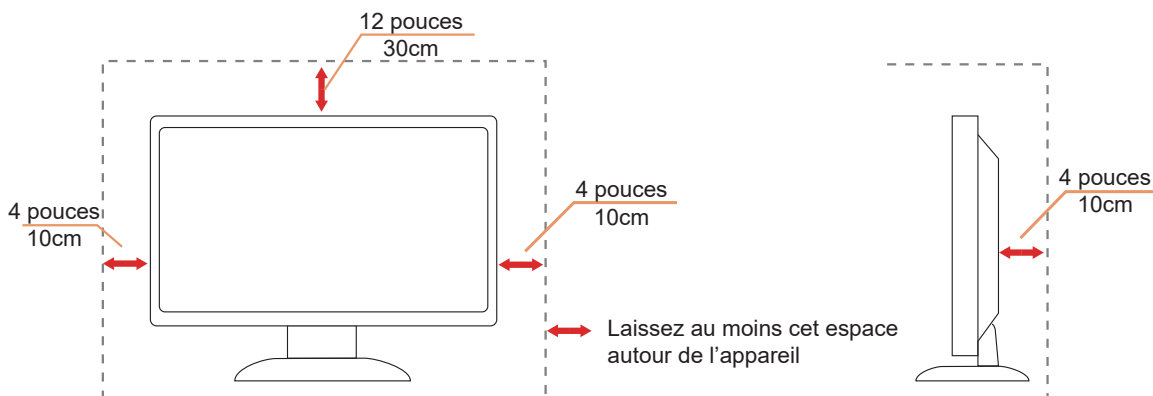 12 pouces
30cm
4 pouces
10cm
4 pouces
10cm
4 pouces
10cm
Laissez au moins cet espace
autour de l’appareil